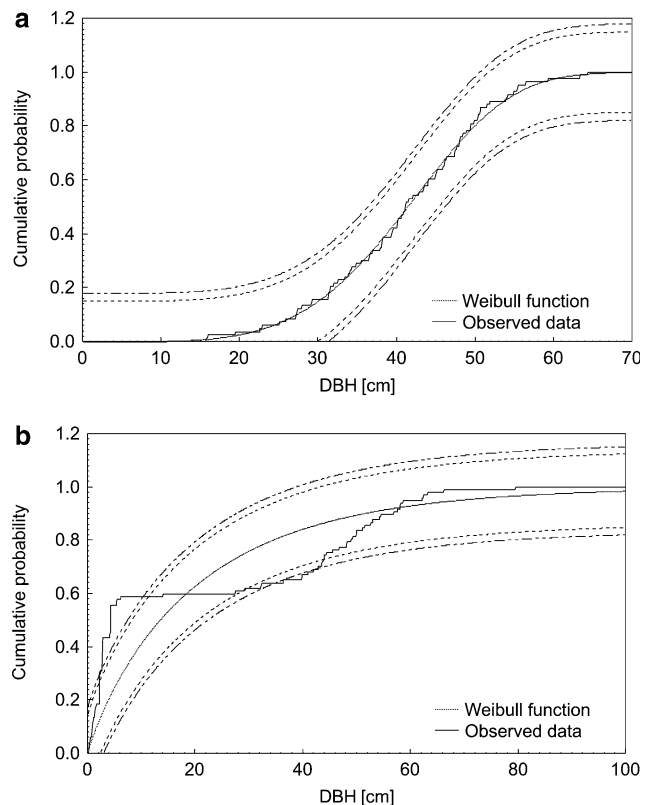 a
1.2
1.0
0.8
0.6
0.4
0.2
0.0
Cumulative probability
Weibull function
Observed data
0 10 20 30 40 50 60 70
DBH [cm]
b
1.2
1.0
0.8
0.6
0.4
0.2
0.0
Cumulative probability
Weibull function
Observed data
0 20 40 60 80 100
DBH [cm]